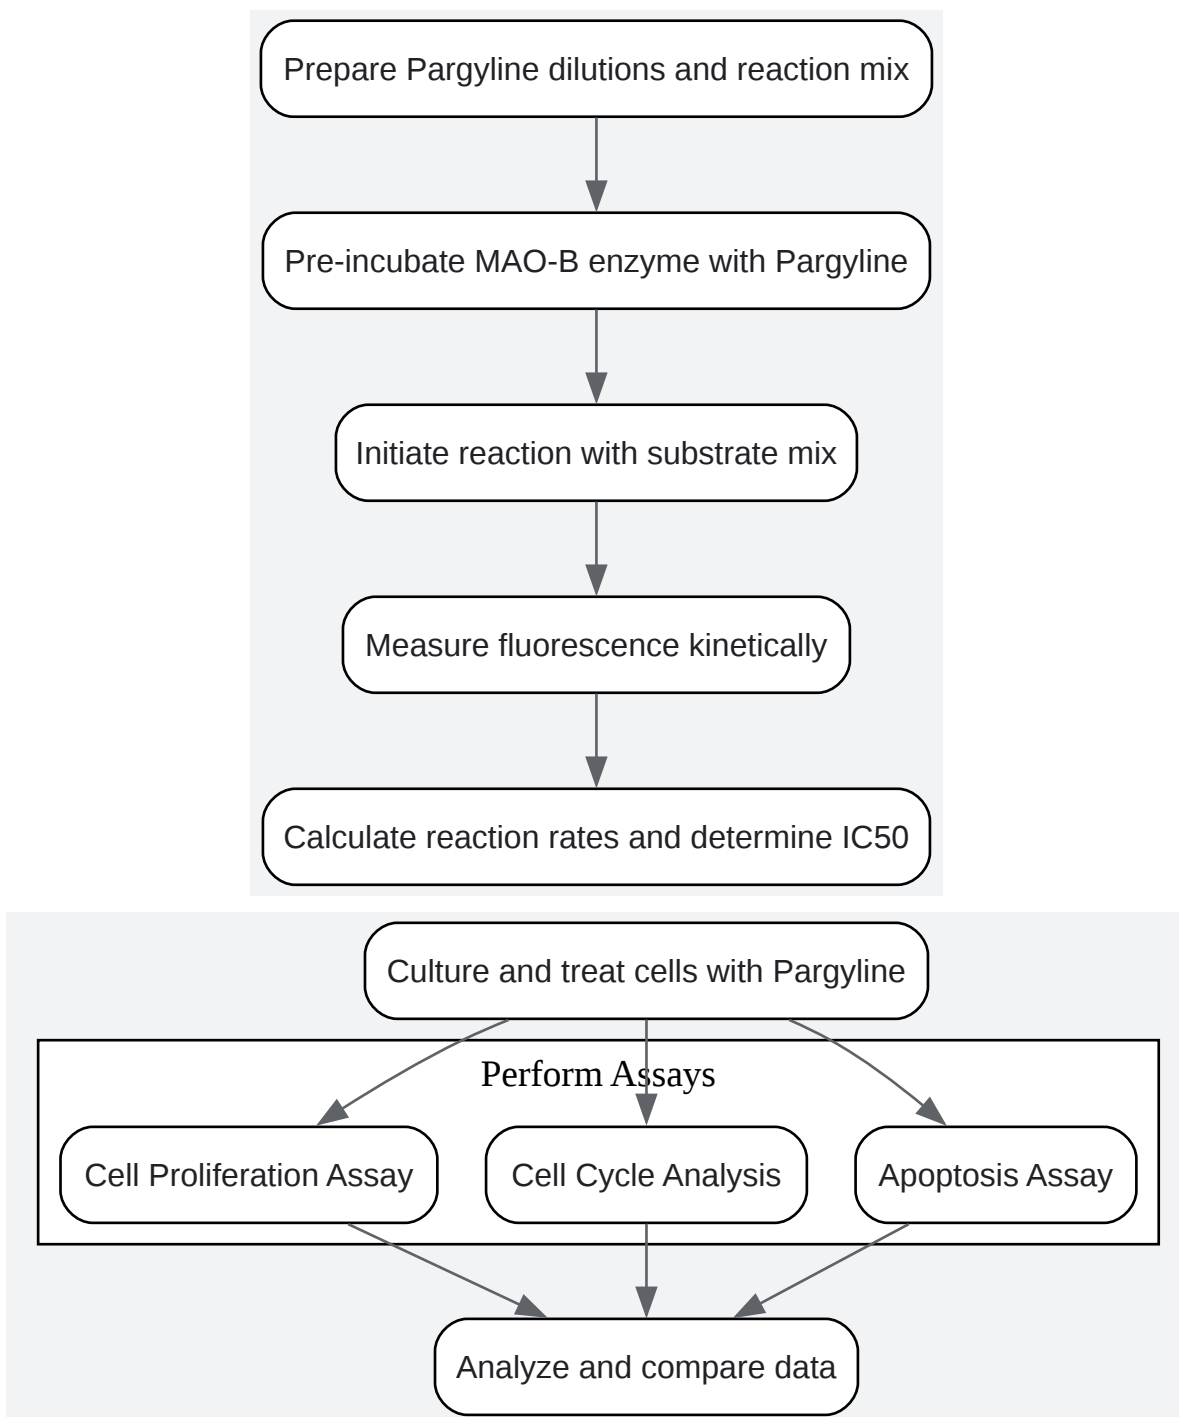 Prepare Pargyline dilutions and reaction mix
Pre-incubate MAO-B enzyme with Pargyline
Initiate reaction with substrate mix
Measure fluorescence kinetically
Calculate reaction rates and determine IC50
Culture and treat cells with Pargyline
Perform Assays
Cell Proliferation Assay
Cell Cycle Analysis
Apoptosis Assay
Analyze and compare data